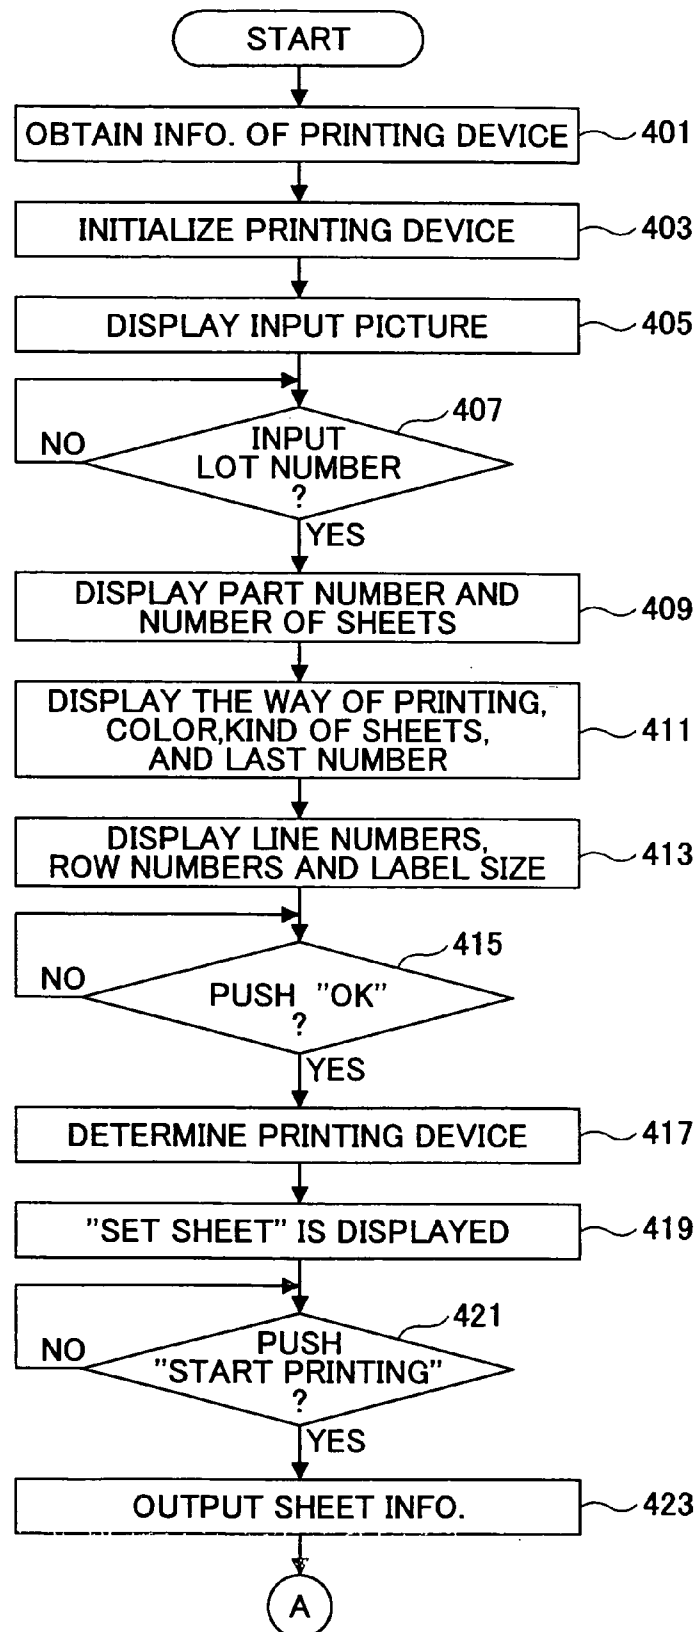 START
OBTAIN INFO. OF PRINTING DEVICE
401
INITIALIZE PRINTING DEVICE
403
DISPLAY INPUT PICTURE
405
407
NO
INPUT
LOT NUMBER
?
YES
DISPLAY PART NUMBER AND
NUMBER OF SHEETS
409
DISPLAY THE WAY OF PRINTING,
COLOR,KIND OF SHEETS,
AND LAST NUMBER
411
DISPLAY LINE NUMBERS,
ROW NUMBERS AND LABEL SIZE
413
415
NO
PUSH "OK"
?
YES
DETERMINE PRINTING DEVICE
417
"SET SHEET" IS DISPLAYED
419
421
NO
PUSH
"START PRINTING"
?
YES
OUTPUT SHEET INFO.
423
A